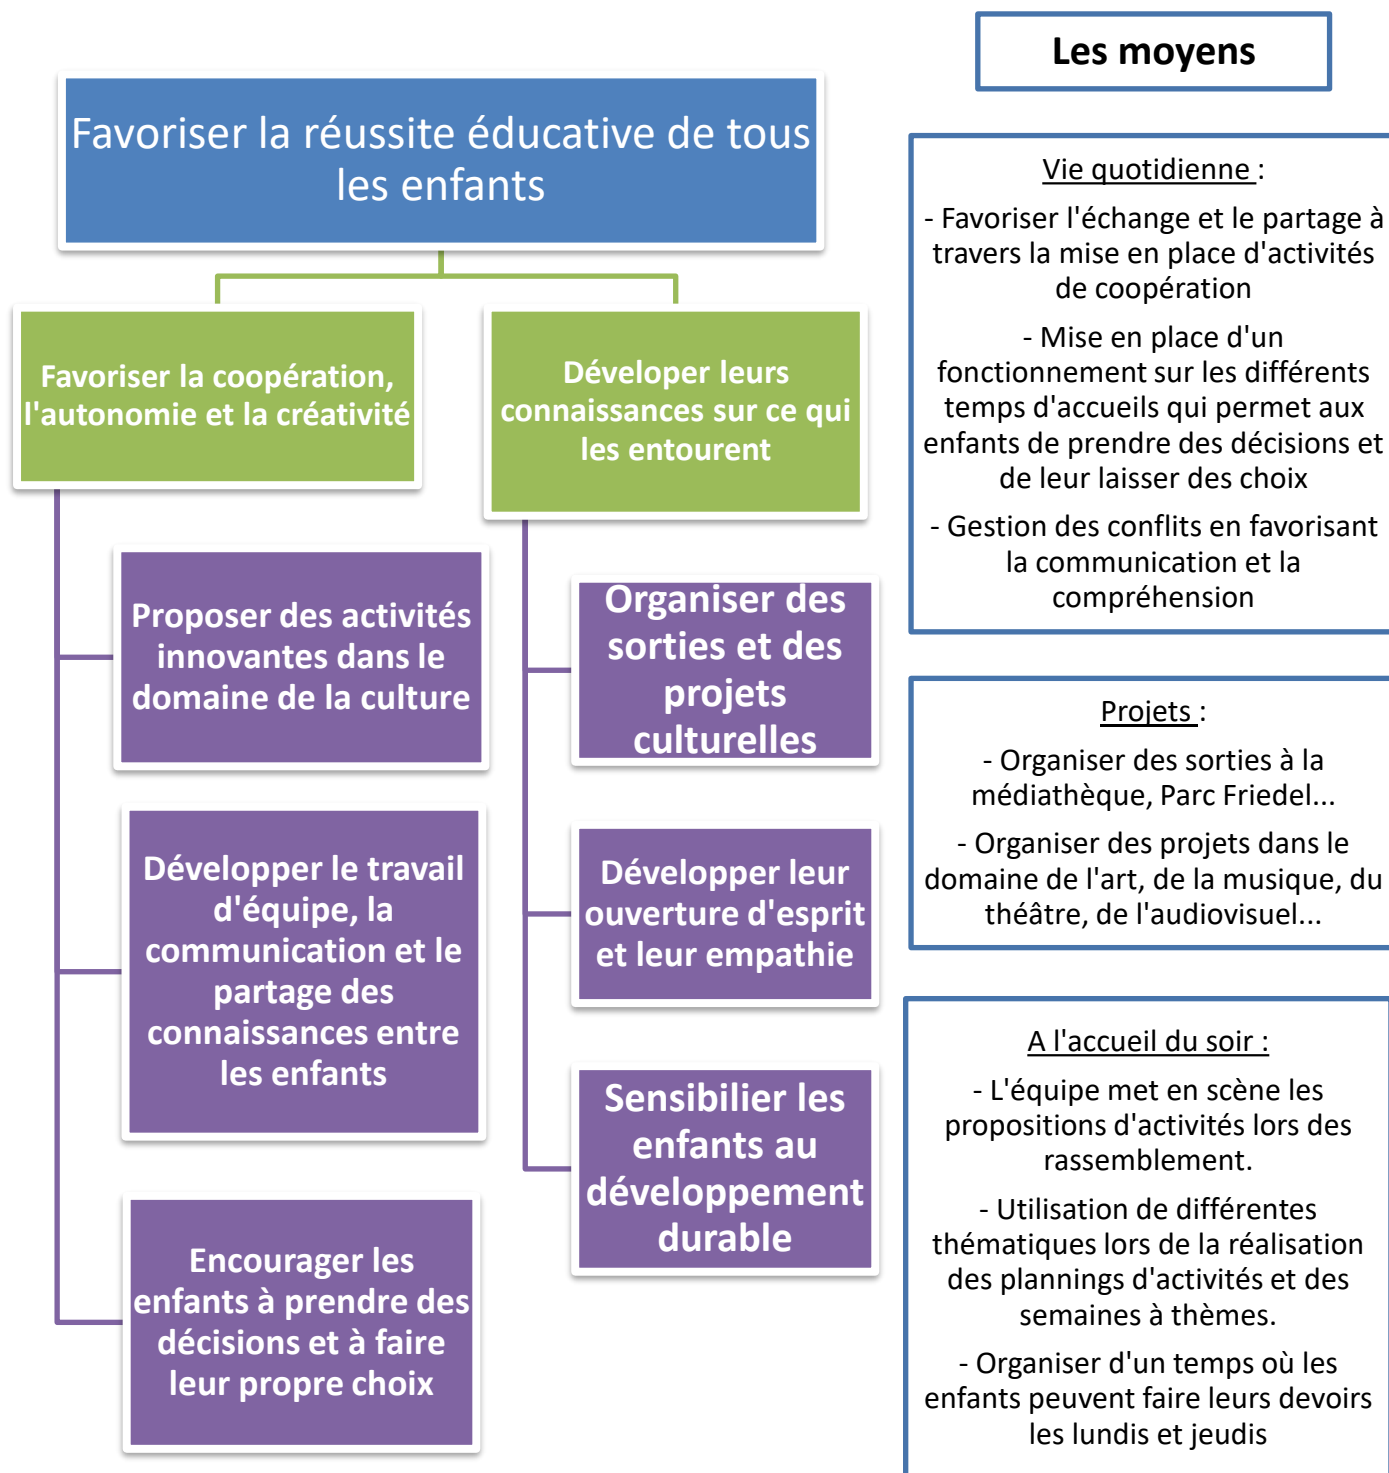 Les moyens
Favoriser la réussite éducative de tous
les enfants
Favoriser la coopération,
l'autonomie et la créativité
Proposer des activités
innovantes dans le
domaine de la culture
Développer le travail
d'équipe, la
communication et le
partage des
connaissances entre
les enfants
Encourager les
enfants à prendre des
décisions et à faire
leur propre choix
Déveloper leurs
connaissances sur ce qui
les entourent
Organiser des
sorties et des
projets
culturelles
Développer leur
ouverture d'esprit
et leur empathie
Sensibilier les
enfants au
développement
durable
Vie quotidienne :
- Favoriser l'échange et le partage à
travers la mise en place d'activités
de coopération
- Mise en place d'un
fonctionnement sur les différents
temps d'accueils qui permet aux
enfants de prendre des décisions et
de leur laisser des choix
- Gestion des conflits en favorisant
la communication et la
compréhension
Projets :
- Organiser des sorties à la
médiathèque, Parc Friedel...
- Organiser des projets dans le
domaine de l'art, de la musique, du
théâtre, de l'audiovisuel...
A l'accueil du soir :
- L'équipe met en scène les
propositions d'activités lors des
rassemblement.
- Utilisation de différentes
thématiques lors de la réalisation
des plannings d'activités et des
semaines à thèmes.
- Organiser d'un temps où les
enfants peuvent faire leurs devoirs
les lundis et jeudis